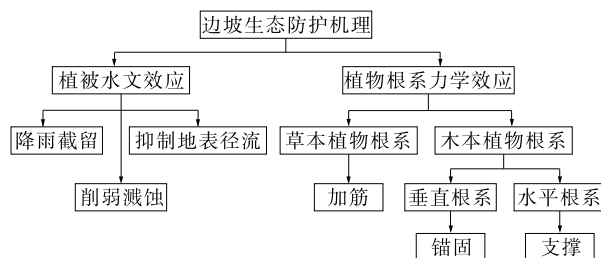 边坡生态防护机理
植被水文效应
植物根系力学效应
降雨截留
抑制地表径流
草本植物根系
木本植物根系
削弱溅蚀
加筋
垂直根系
水平根系
锚固
支撑